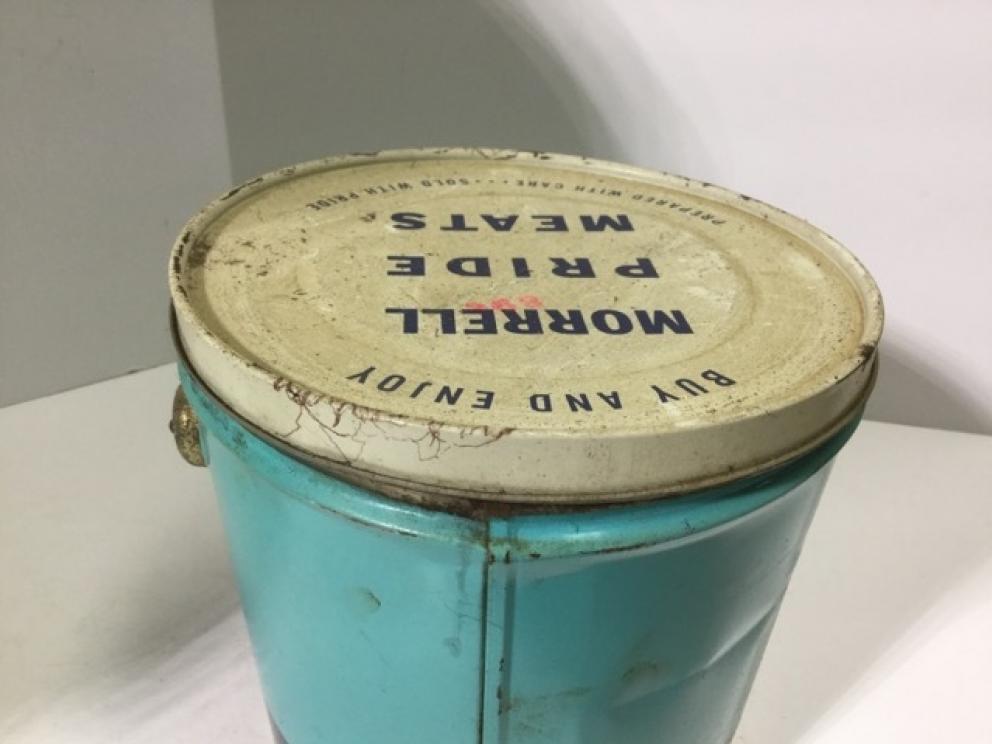 BUY AND ENJOY
MORRELL
PRIDE
MEATS
PREPARED WITH CARE • • • SOLD WITH PRIDE